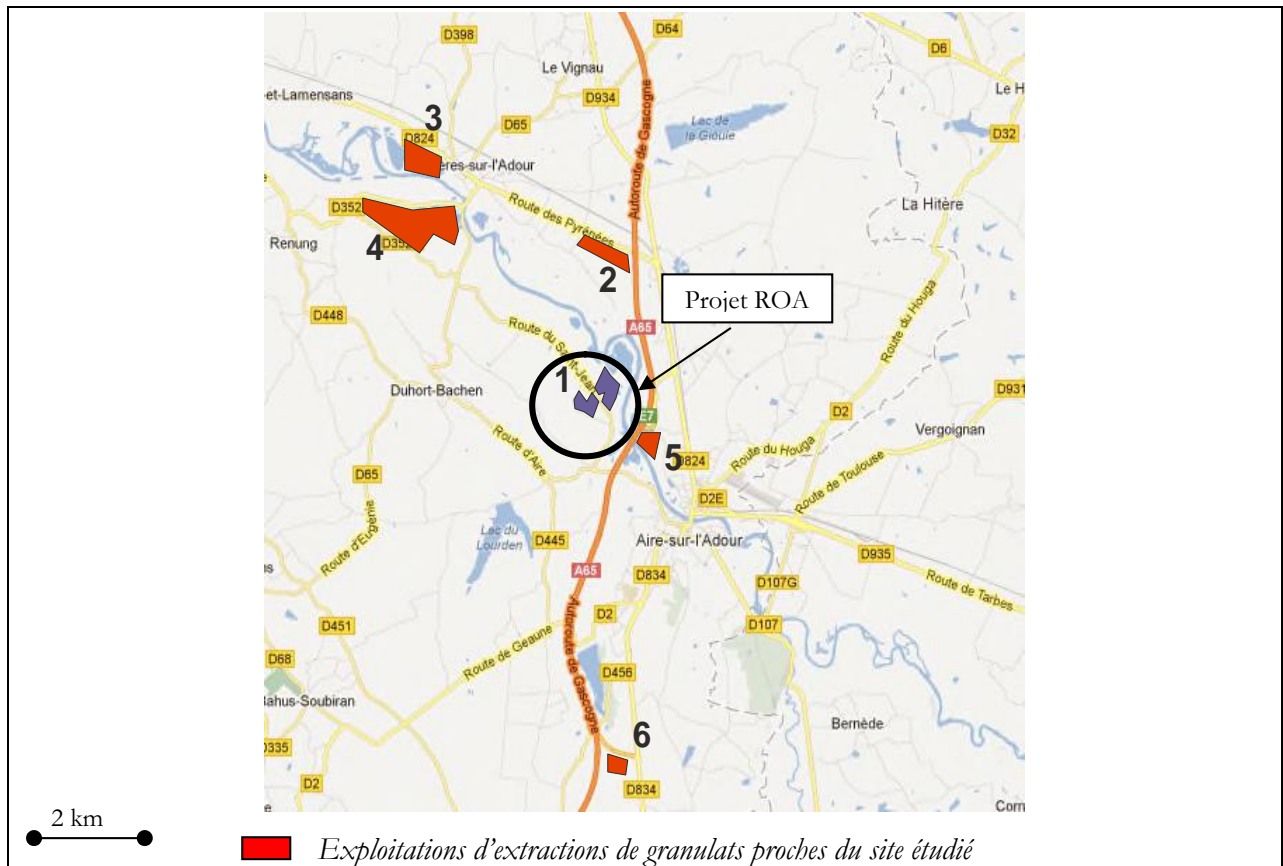 D398
D64
D6
Le Vignau
-et-Lamensans
D934
Le H
3
D65
Lac de
la Gioule
D824
D32
ères-sur-l'Adour
Autoroute de Gascogne
Route des Pyrénées
La Hitère
D352
Renung
D352
4
2
Projet ROA
D448
Route du Saint-Jean
A65
Route du Houga
1
Duhort-Bachen
D931
E7
D2
Vergoignan
Route d'Aire
5
D824
Route du Houga
D65
Route de Toulouse
D2E
Lac du
Lourden
D445
Aire-sur-l'Adour
D935
Route d'Eugénie
A65
D834
D107G
Route de Tarbes
D2
D451
D107
Route de Geaune
Autoroute de Gascogne
D68
D456
Bahus-Soubiran
Bernède
6
D335
D2
D834
Com
2 km
Exploitations d'extractions de granulats proches du site étudié